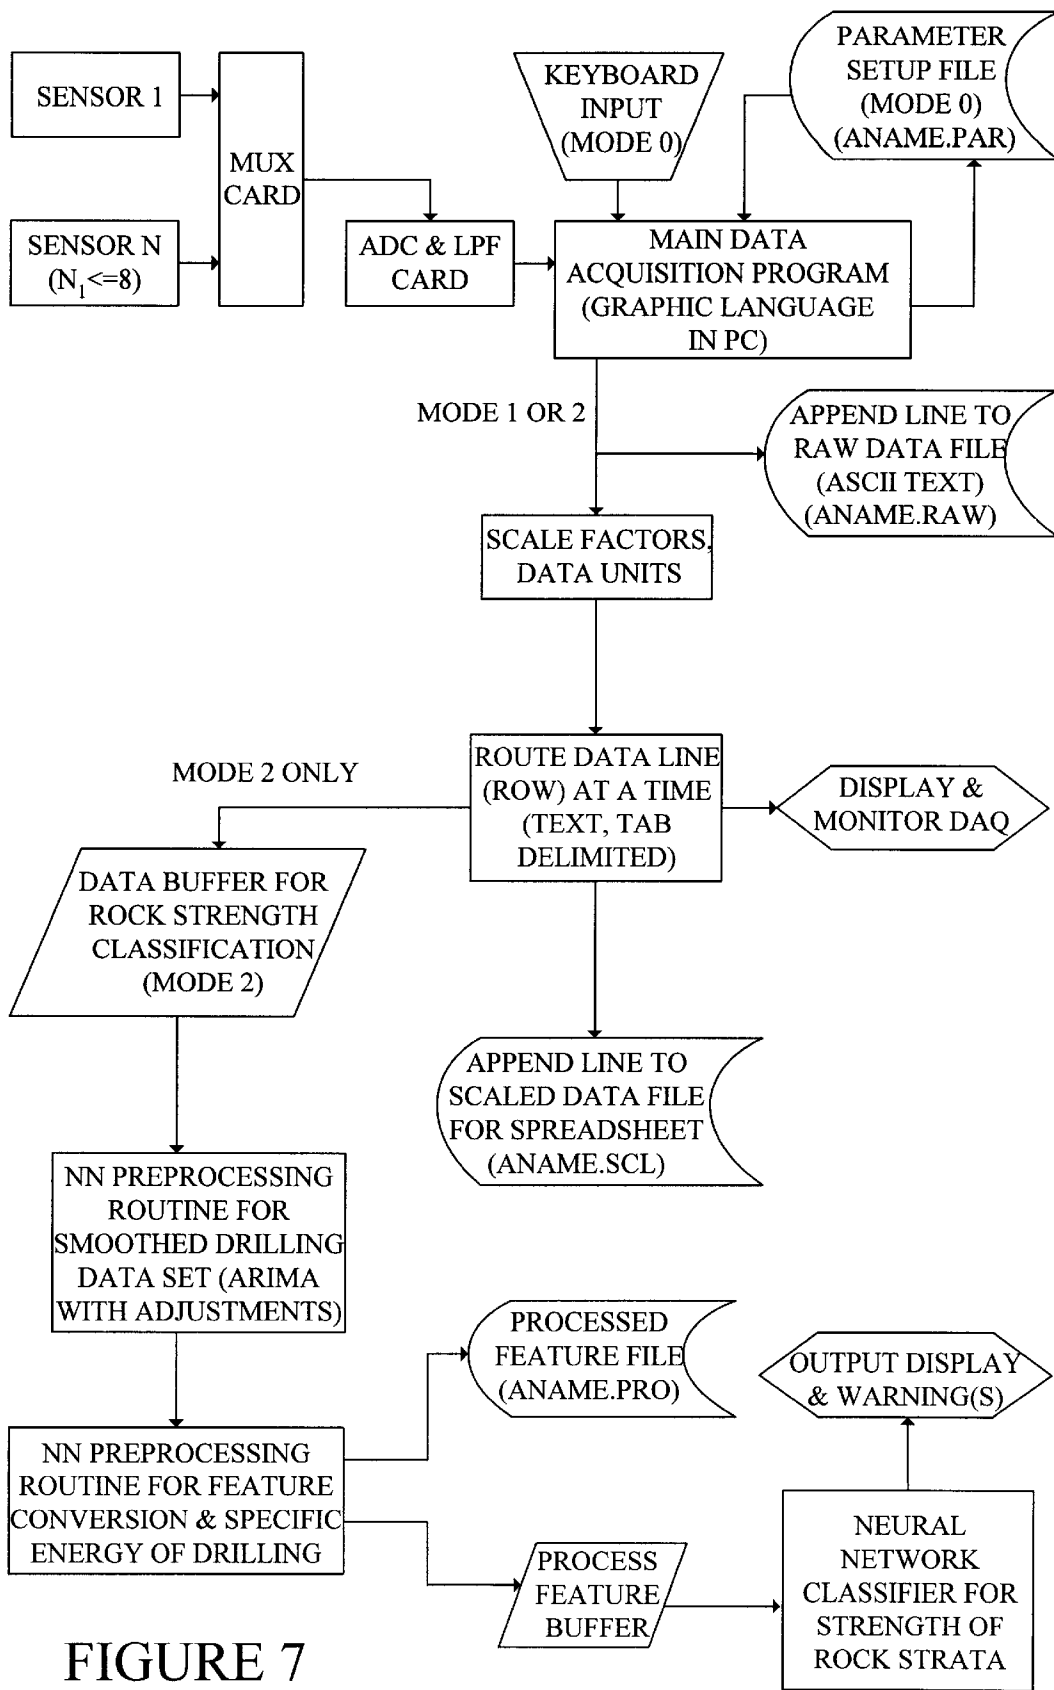 SENSOR 1
MUX
CARD
SENSOR N
(N1<=8)
ADC & LPF
CARD
KEYBOARD
INPUT
(MODE 0)
PARAMETER
SETUP FILE
(MODE 0)
(ANAME.PAR)
MAIN DATA
ACQUISITION PROGRAM
(GRAPHIC LANGUAGE
IN PC)
MODE 1 OR 2
APPEND LINE TO
RAW DATA FILE
(ASCII TEXT)
(ANAME.RAW)
SCALE FACTORS,
DATA UNITS
MODE 2 ONLY
ROUTE DATA LINE
(ROW) AT A TIME
(TEXT, TAB
DELIMITED)
DISPLAY &
MONITOR DAQ
DATA BUFFER FOR
ROCK STRENGTH
CLASSIFICATION
(MODE 2)
APPEND LINE TO
SCALED DATA FILE
FOR SPREADSHEET
(ANAME.SCL)
NN PREPROCESSING
ROUTINE FOR
SMOOTHED DRILLING
DATA SET (ARIMA
WITH ADJUSTMENTS)
PROCESSED
FEATURE FILE
(ANAME.PRO)
OUTPUT DISPLAY
& WARNING(S)
NN PREPROCESSING
ROUTINE FOR FEATURE
CONVERSION & SPECIFIC
ENERGY OF DRILLING
PROCESS
FEATURE
BUFFER
NEURAL
NETWORK
CLASSIFIER FOR
STRENGTH OF
ROCK STRATA
FIGURE 7